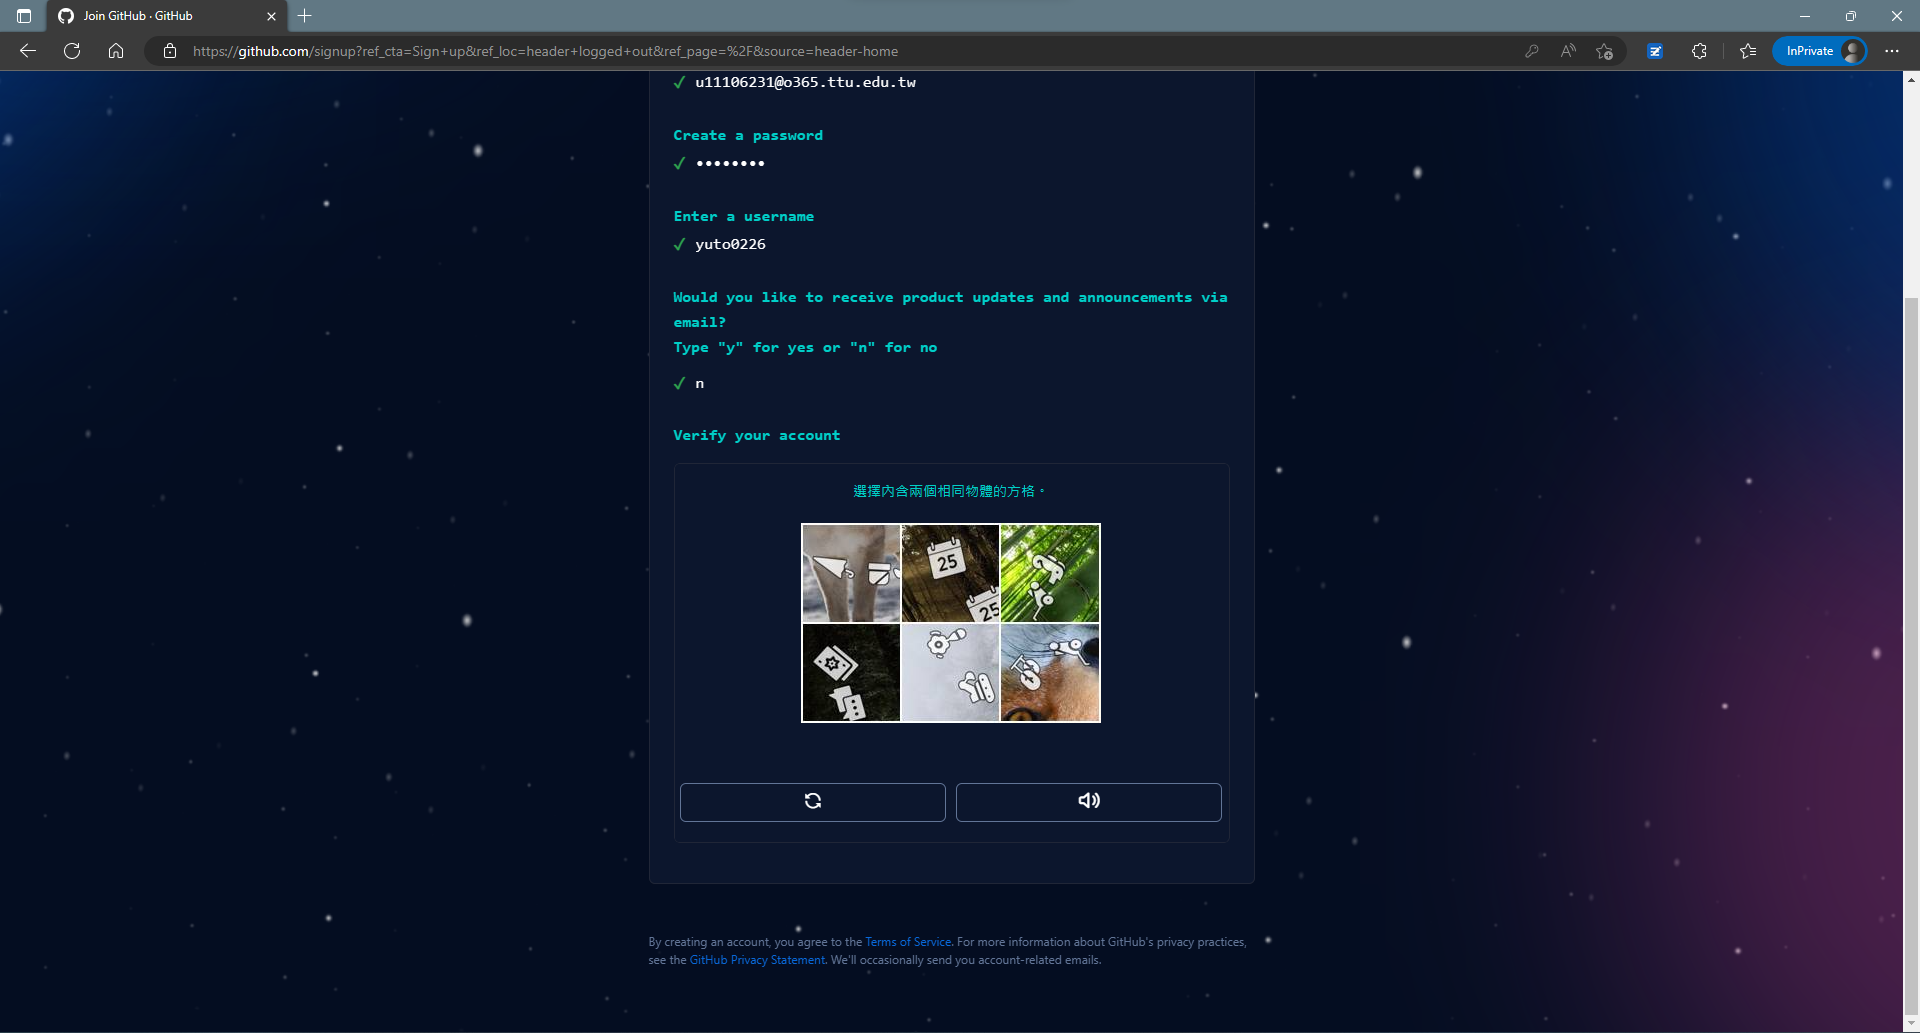 Join GitHub · GitHub
https://github.com/signup?ref_cta=Sign+up&ref_loc=header+logged+out&ref_page=%2F&source=header-home
InPrivate
u11106231@o365.ttu.edu.tw
Create a password
••••••••
Enter a username
yuto0226
Would you like to receive product updates and announcements via
email?
Type "y" for yes or "n" for no
n
Verify your account
選擇內含兩個相同物體的方格。
25
25
By creating an account, you agree to the Terms of Service. For more information about GitHub's privacy practices,
see the GitHub Privacy Statement. We'll occasionally send you account-related emails.